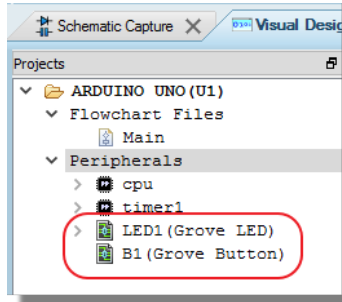 Schematic Capture Visual Desig
Projects
ARDUINO UNO(U1)
Flowchart Files
Main
Peripherals
cpu
timer1
LED1(Grove LED)
B1(Grove Button)